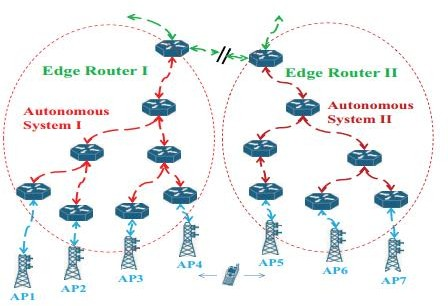 Edge Router I
Edge Router II
Autonomous
System I
Autonomous
System II
AP1
AP2
AP3
AP4
AP5
AP6
AP7